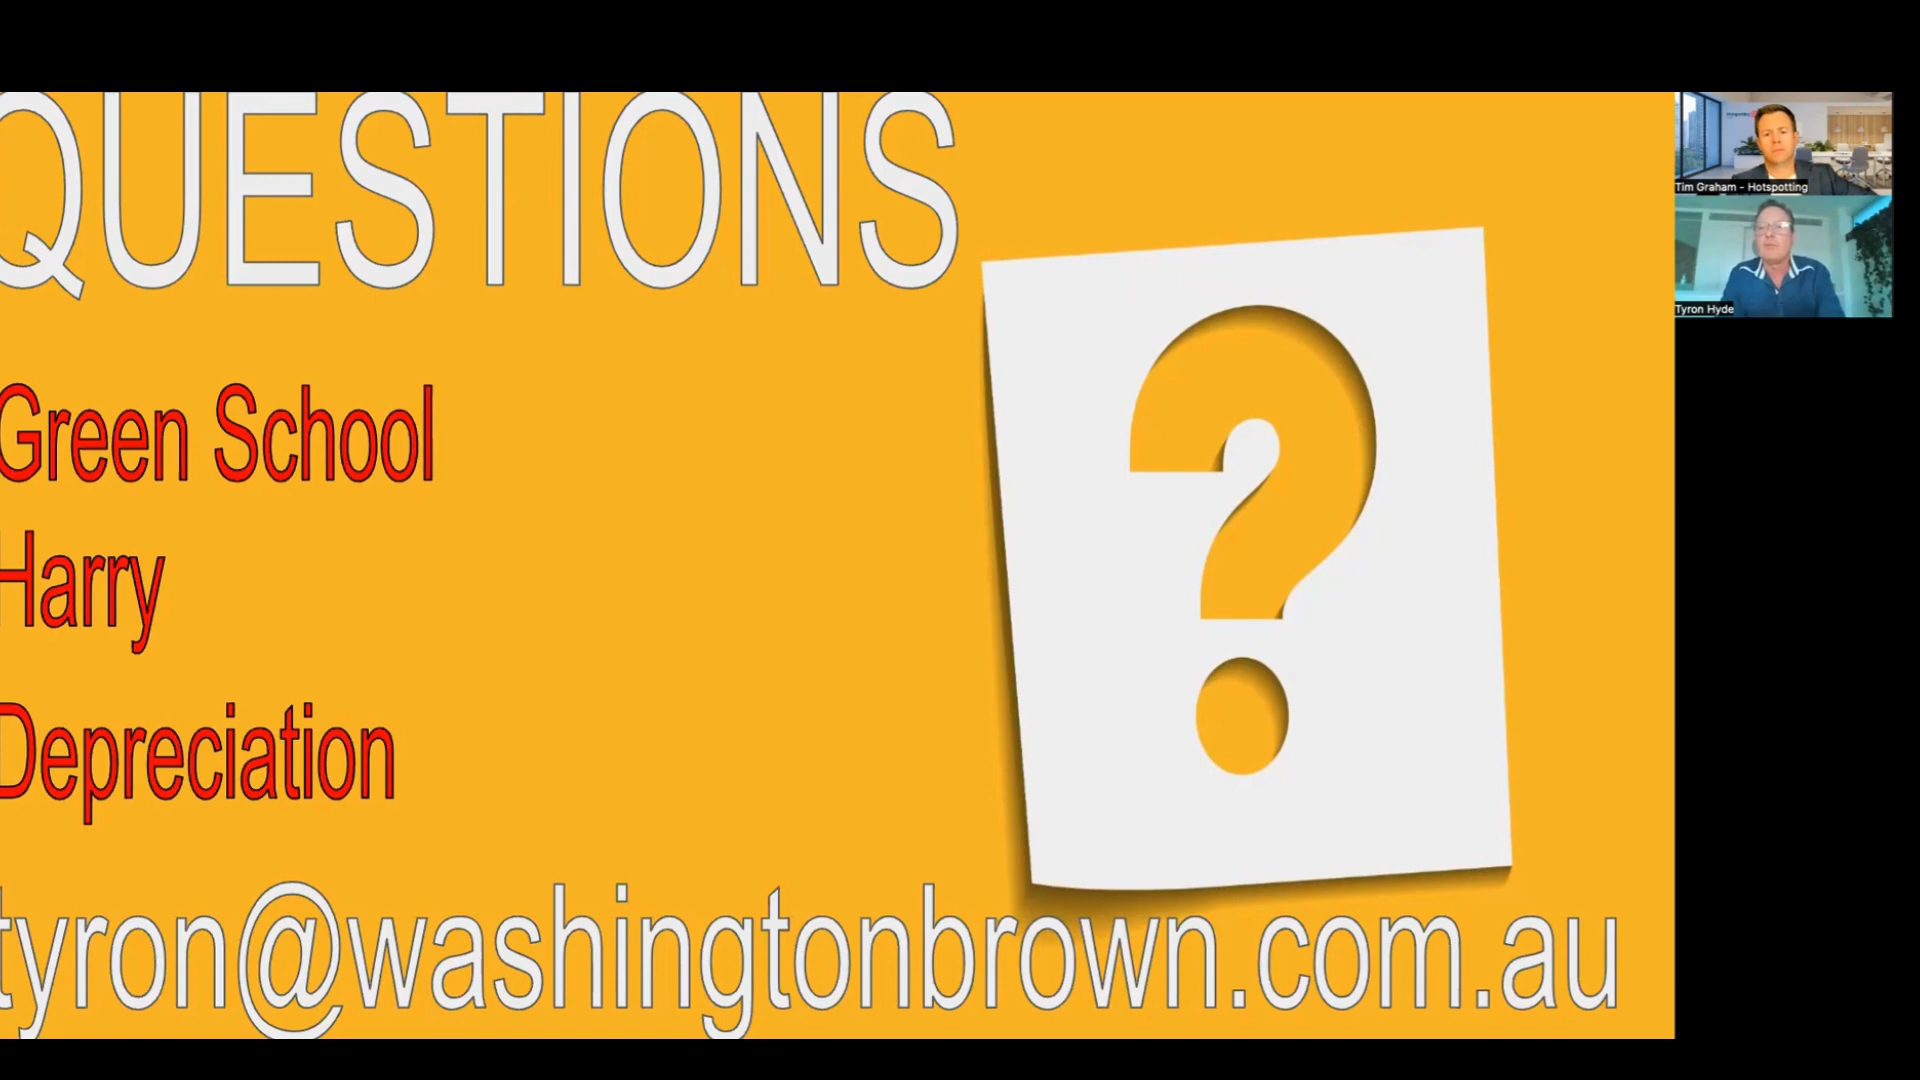 QUESTIONS
Green School
Harry
Depreciation
tyron@washingtonbrown.com.au
?
Tim Graham - Hotspotting
Tyron Hyde